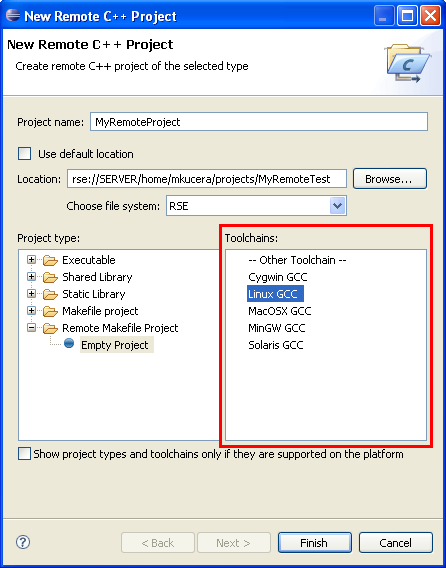 New Remote C++ Project
New Remote C++ Project
Create remote C++ project of the selected type
Project name: MyRemoteProject
Use default location
Location: rse://SERVER/home/mkucera/projects/MyRemoteTest Browse...
Choose file system: RSE
Project type:
Executable
Shared Library
Static Library
Makefile project
Remote Makefile Project
Empty Project
Toolchains:
-- Other Toolchain --
Cygwin GCC
Linux GCC
MacOSX GCC
MinGW GCC
Solaris GCC
Show project types and toolchains only if they are supported on the platform
? < Back Next > Finish Cancel